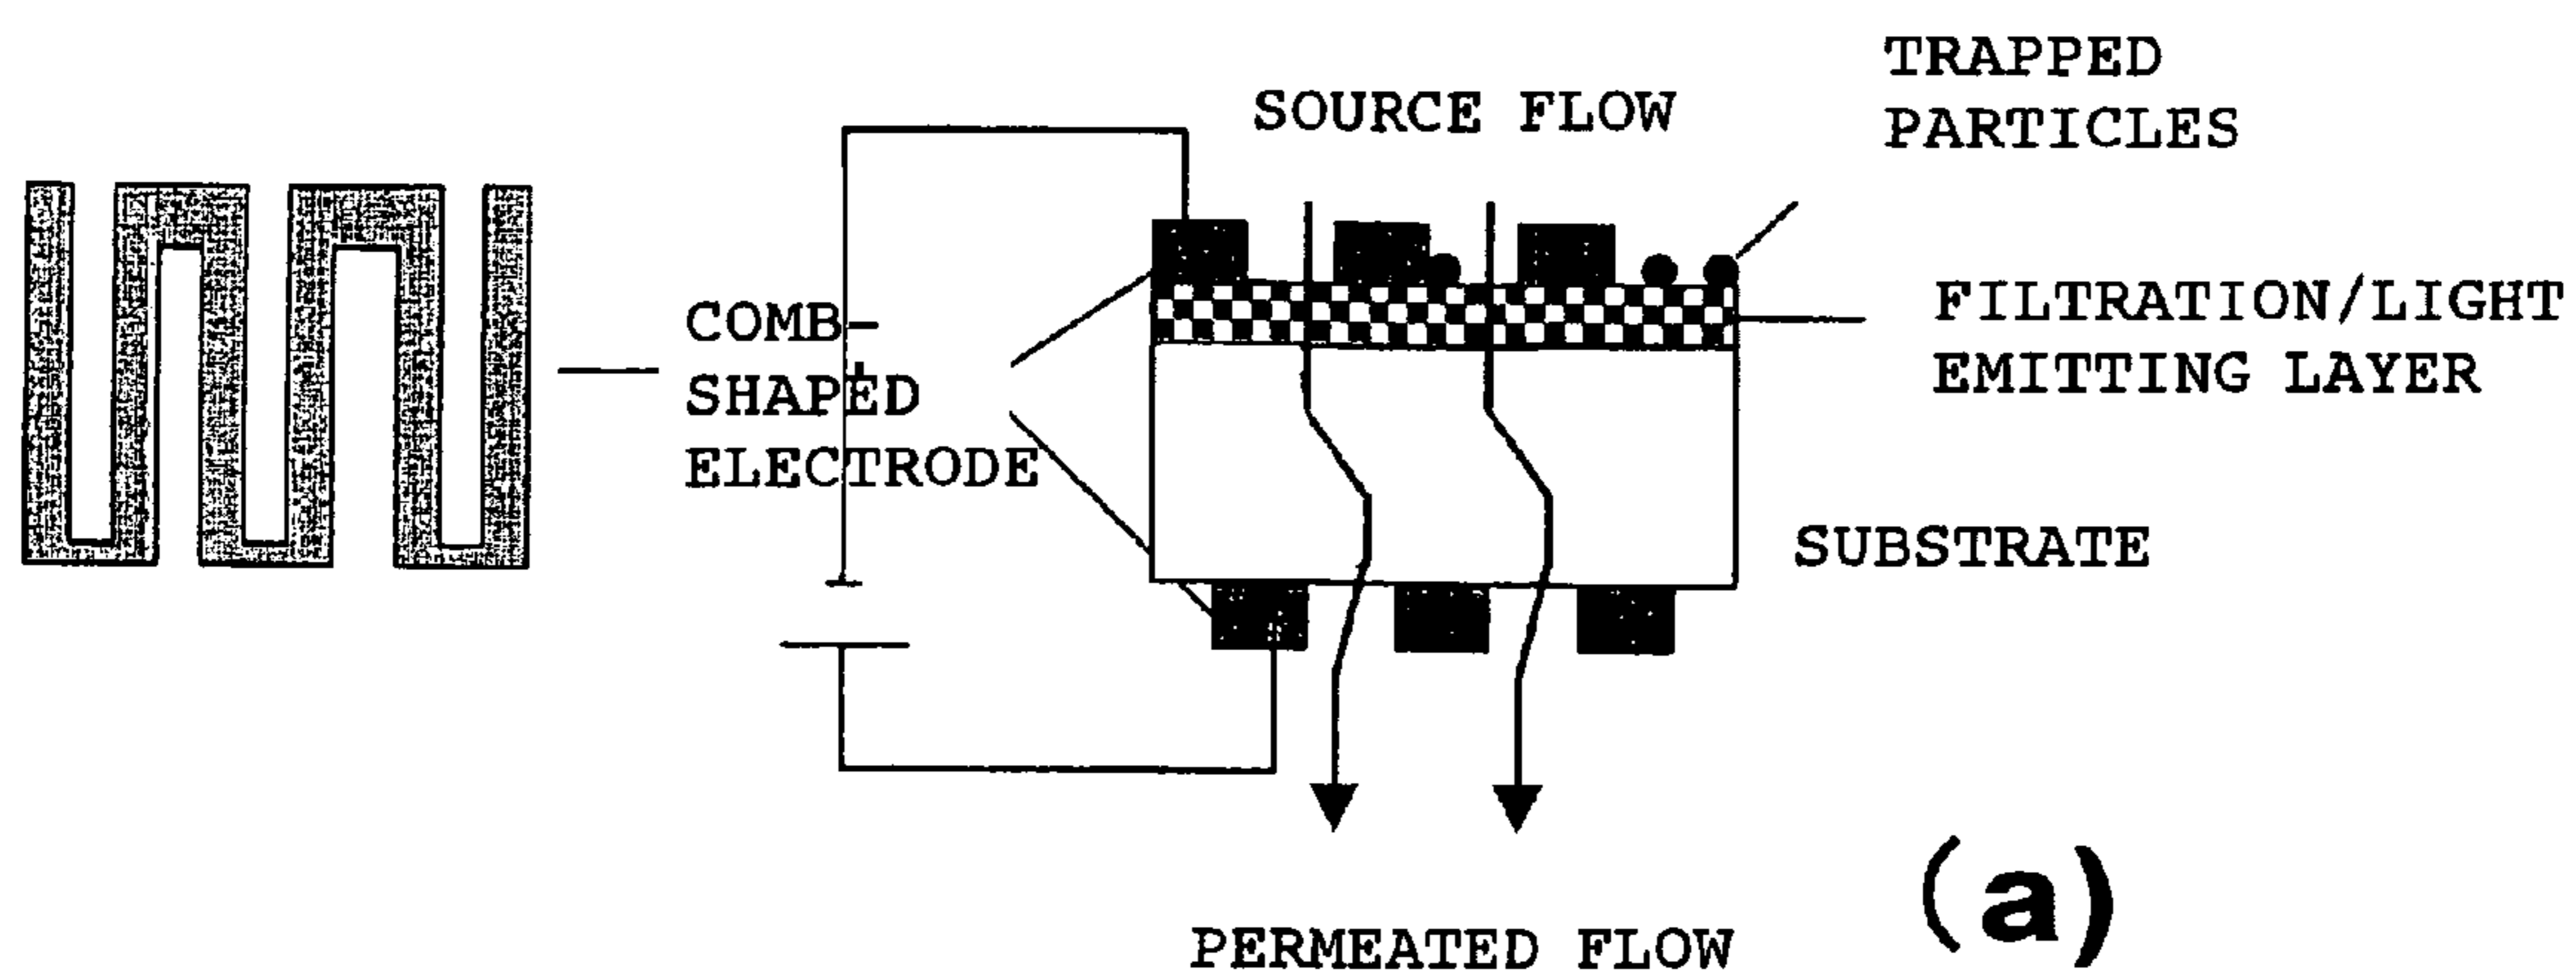 TRAPPED
PARTICLES
SOURCE FLOW
COMB-
SHAPED
ELECTRODE
FILTRATION/LIGHT
EMITTING LAYER
SUBSTRATE
PERMEATED FLOW
(a)